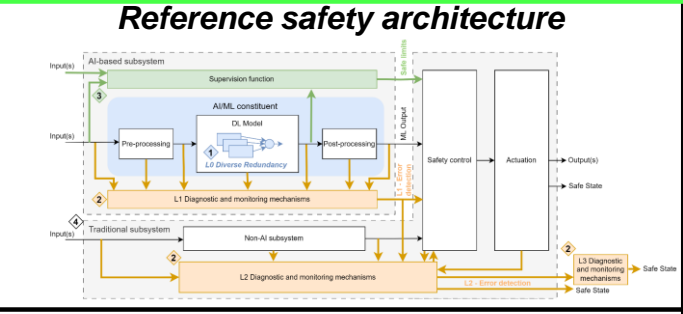 Reference safety architecture
AI-based subsystem
Input(s)
Supervision function
Safe limits
3
AI/ML constituent
DL Model
Input(s)
Pre-processing
1
L0 Diverse Redundancy
Post-processing
ML Output
Safety control
Actuation
Output(s)
Safe State
2
L1 Diagnostic and monitoring mechanisms
L1 - Error
detection
4
Input(s)
Traditional subsystem
Non-AI subsystem
2
L2 Diagnostic and monitoring mechanisms
L2 - Error detection
Safe State
2
L3 Diagnostic
and monitoring
mechanisms
Safe State